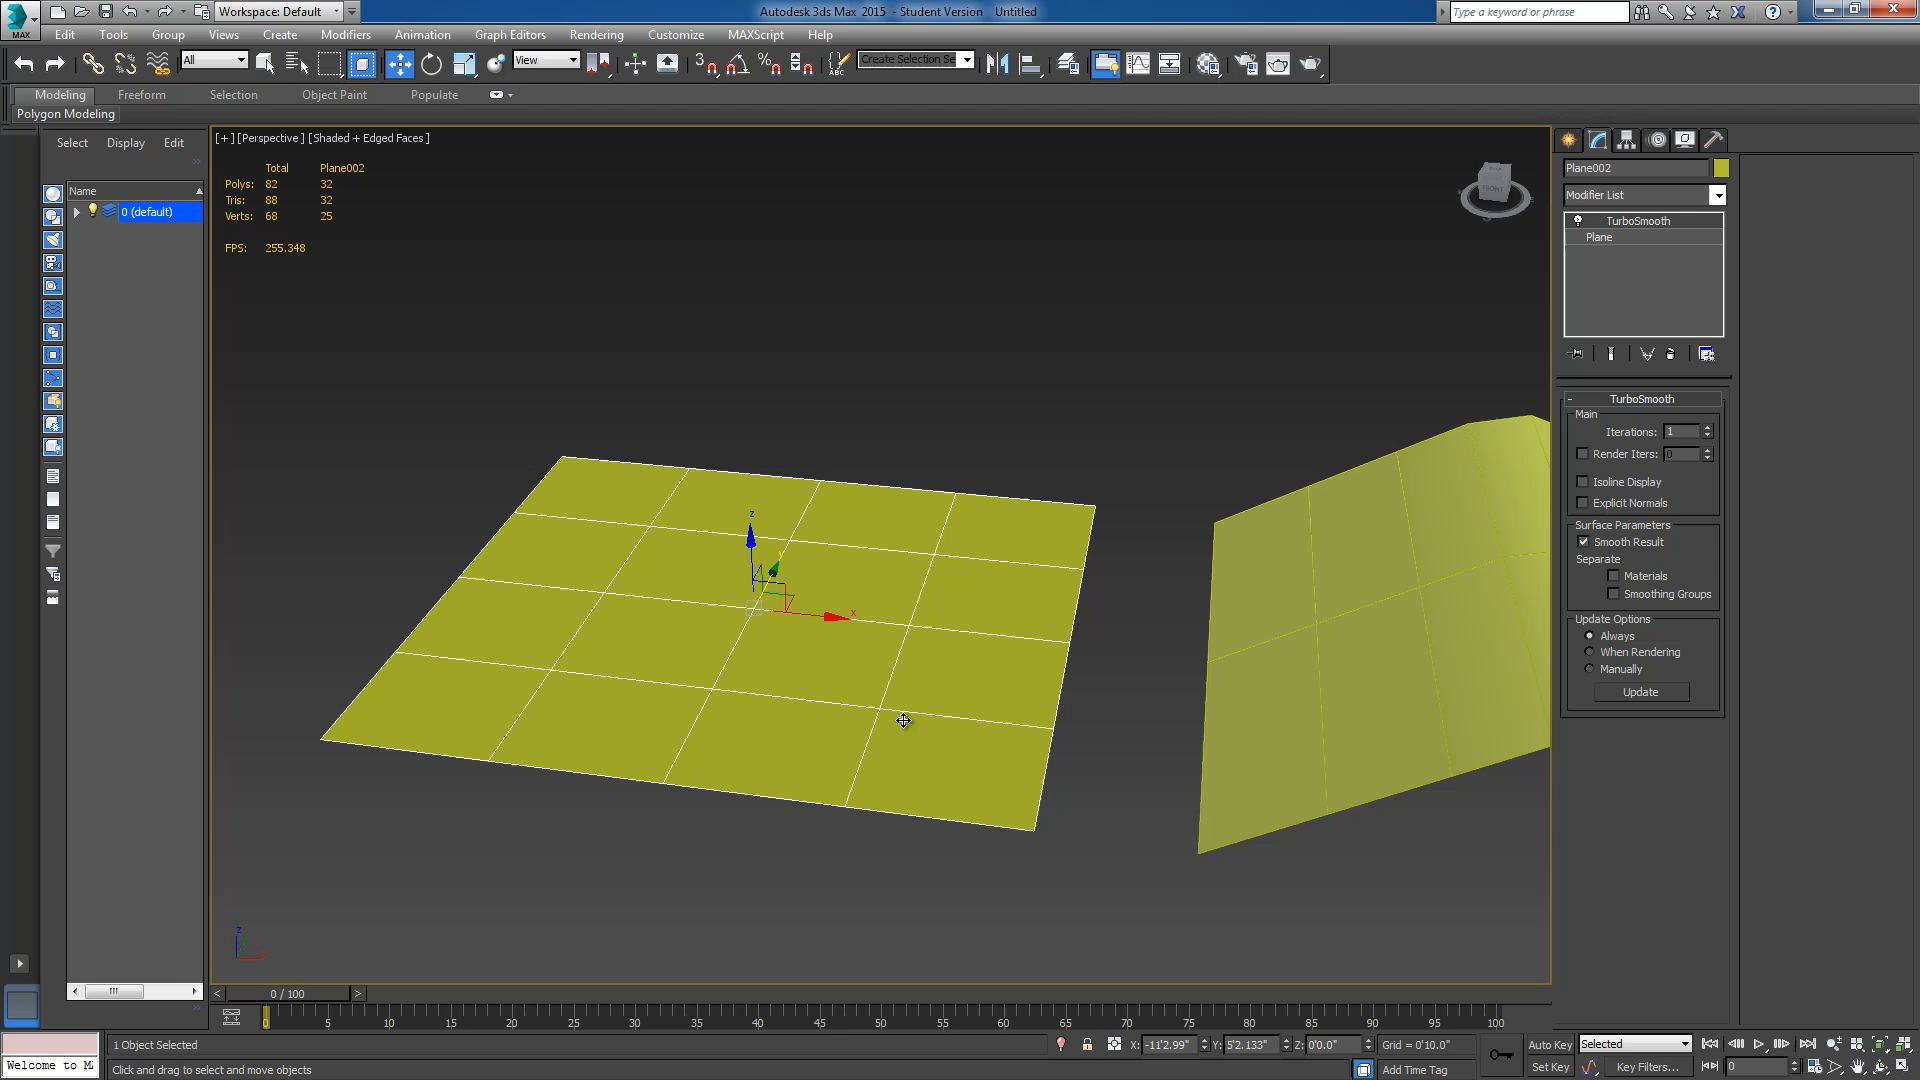 Workspace: Default
Autodesk 3ds Max 2015 - Student Version Untitled
Type a keyword or phrase
MAX
Edit Tools Group Views Create Modifiers Animation Graph Editors Rendering Customize MAXScript Help
All
View
3
ABC
Create Selection Se
Modeling Freeform Selection Object Paint Populate
Polygon Modeling
Select Display Edit
Name
0 (default)
[+] [Perspective ] [Shaded + Edged Faces ]
Total Plane002
Polys: 82 32
Tris: 88 32
Verts: 68 25
FPS: 255.348
FRONT
z
y
x
z
Plane002
Modifier List
TurboSmooth
Plane
- TurboSmooth
Main
Iterations: 1
Render Iters: 0
Isoline Display
Explicit Normals
Surface Parameters
Smooth Result
Separate
Materials
Smoothing Groups
Update Options
Always
When Rendering
Manually
Update
< 0 / 100 >
0 5 10 15 20 25 30 35 40 45 50 55 60 65 70 75 80 85 90 95 100
1 Object Selected
X: -11'2.99" Y: 5'2.133" Z: 0'0.0"
Grid = 0'10.0"
Auto Key Selected
Welcome to M
Click and drag to select and move objects
Add Time Tag
Set Key Key Filters... 0